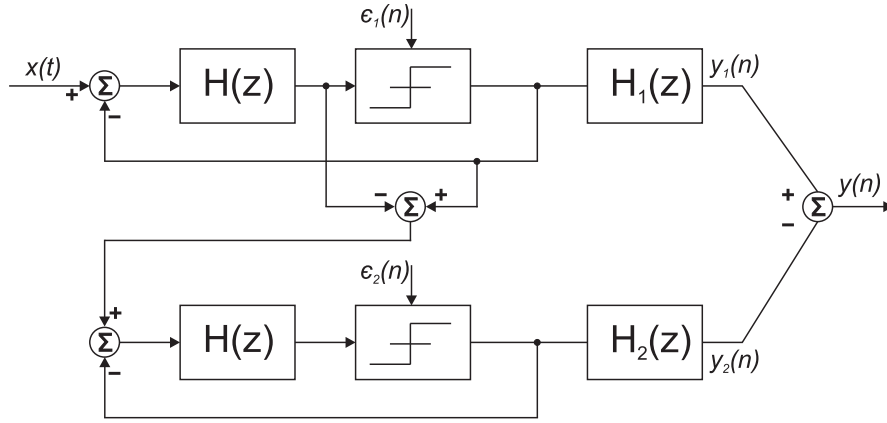 ϵ₁(n)
x(t)
+
Σ
−
H(z)
H₁(z)
y₁(n)
−
Σ
+
+
Σ
−
y(n)
ϵ₂(n)
+
Σ
−
H(z)
H₂(z)
y₂(n)